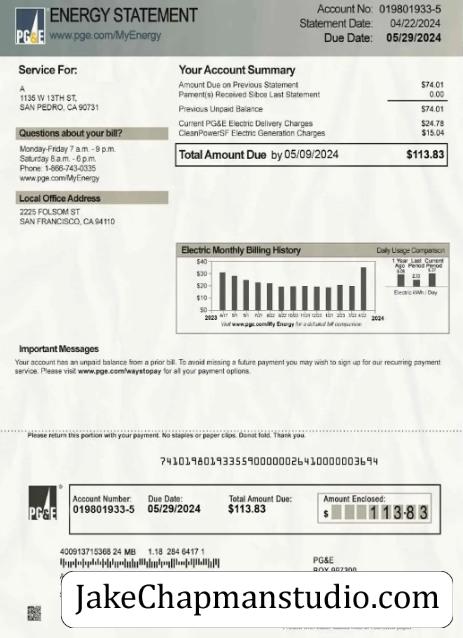 PG&E
ENERGY STATEMENT
www.pge.com/MyEnergy
Account No: 019801933-5
Statement Date: 04/22/2024
Due Date: 05/29/2024
Service For:
A
1135 W 13TH ST,
SAN PEDRO, CA 90731
Questions about your bill?
Monday-Friday 7 a.m. - 9 p.m.
Saturday 8 a.m. - 6 p.m.
Phone: 1-866-743-0335
www.pge.com/MyEnergy
Local Office Address
2225 FOLSOM ST
SAN FRANCISCO, CA 94110
Your Account Summary
Amount Due on Previous Statement $74.01
Pament(s) Received Sibce Last Statement 0.00
Previous Unpaid Balance $74.01
Current PG&E Electric Delivery Charges $24.78
CleanPowerSF Electric Generation Charges $15.04
Total Amount Due by 05/09/2024 $113.83
Electric Monthly Billing History
Daily Usage Comparison
$40
$30
$20
$10
$0
2023
2024
Visit www.pge.com/My Energy for a detailed bill comparison
1 Year Last Current
Ago Period Period
Electric kWh / Day
Important Messages
Your account has an unpaid balance from a prior bill. To avoid missing a future payment you may wish to sign up for our recurring payment
service. Please visit www.pge.com/waystopay for all your payment options.
Please return this portion with your payment. No staples or paper clips. Donot fold. Thank you.
PG&E
®
Account Number: Due Date: Total Amount Due: Amount Enclosed:
019801933-5 05/29/2024 $113.83 $ 113.83
400913715368 24 MB 1.18 284 6417 1
PG&E
JakeChapmanstudio.com